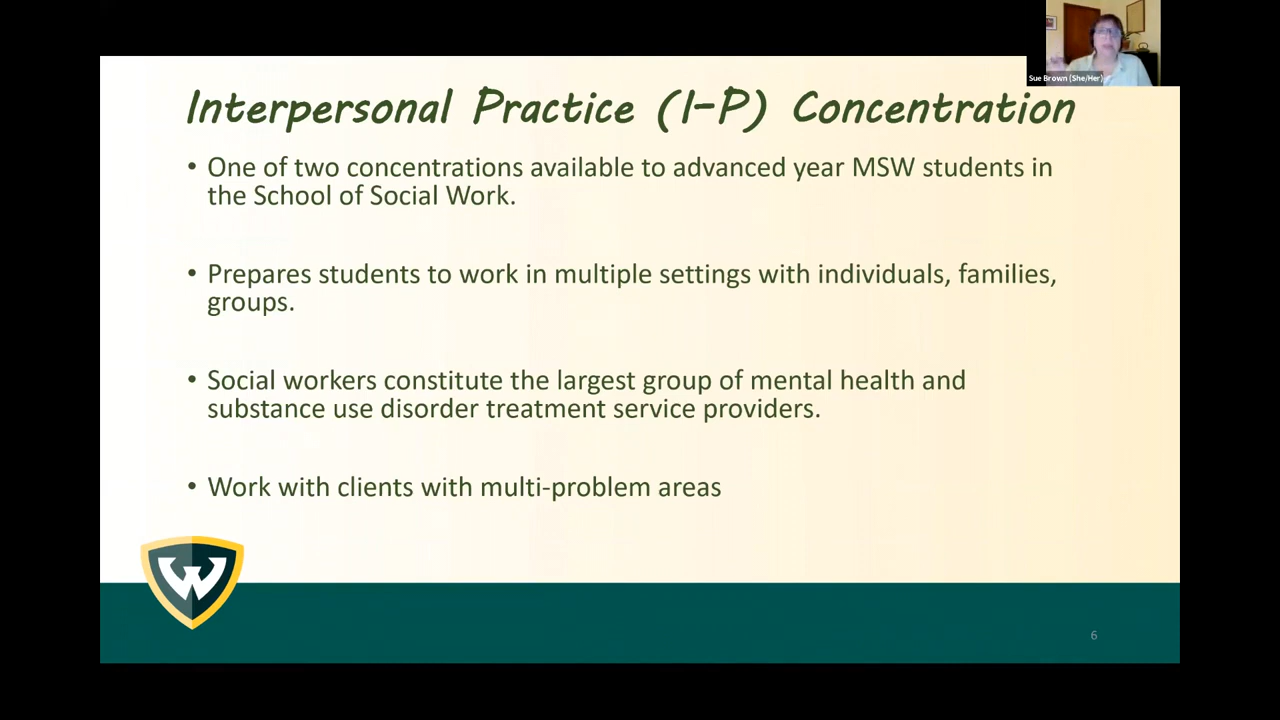 Sue Brown (She/Her)
Interpersonal Practice (I-P) Concentration
• One of two concentrations available to advanced year MSW students in
the School of Social Work.
• Prepares students to work in multiple settings with individuals, families,
groups.
• Social workers constitute the largest group of mental health and
substance use disorder treatment service providers.
• Work with clients with multi-problem areas
W
6